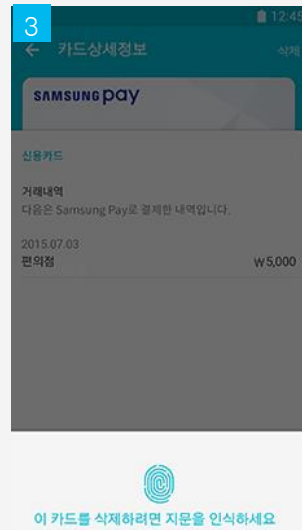 3
12:45
카드상세정보
삭제
SAMSUNG pay
신용카드
거래내역
다음은 Samsung Pay로 결제한 내역입니다.
2015.07.03
편의점 ₩5,000
이 카드를 삭제하려면 지문을 인식하세요